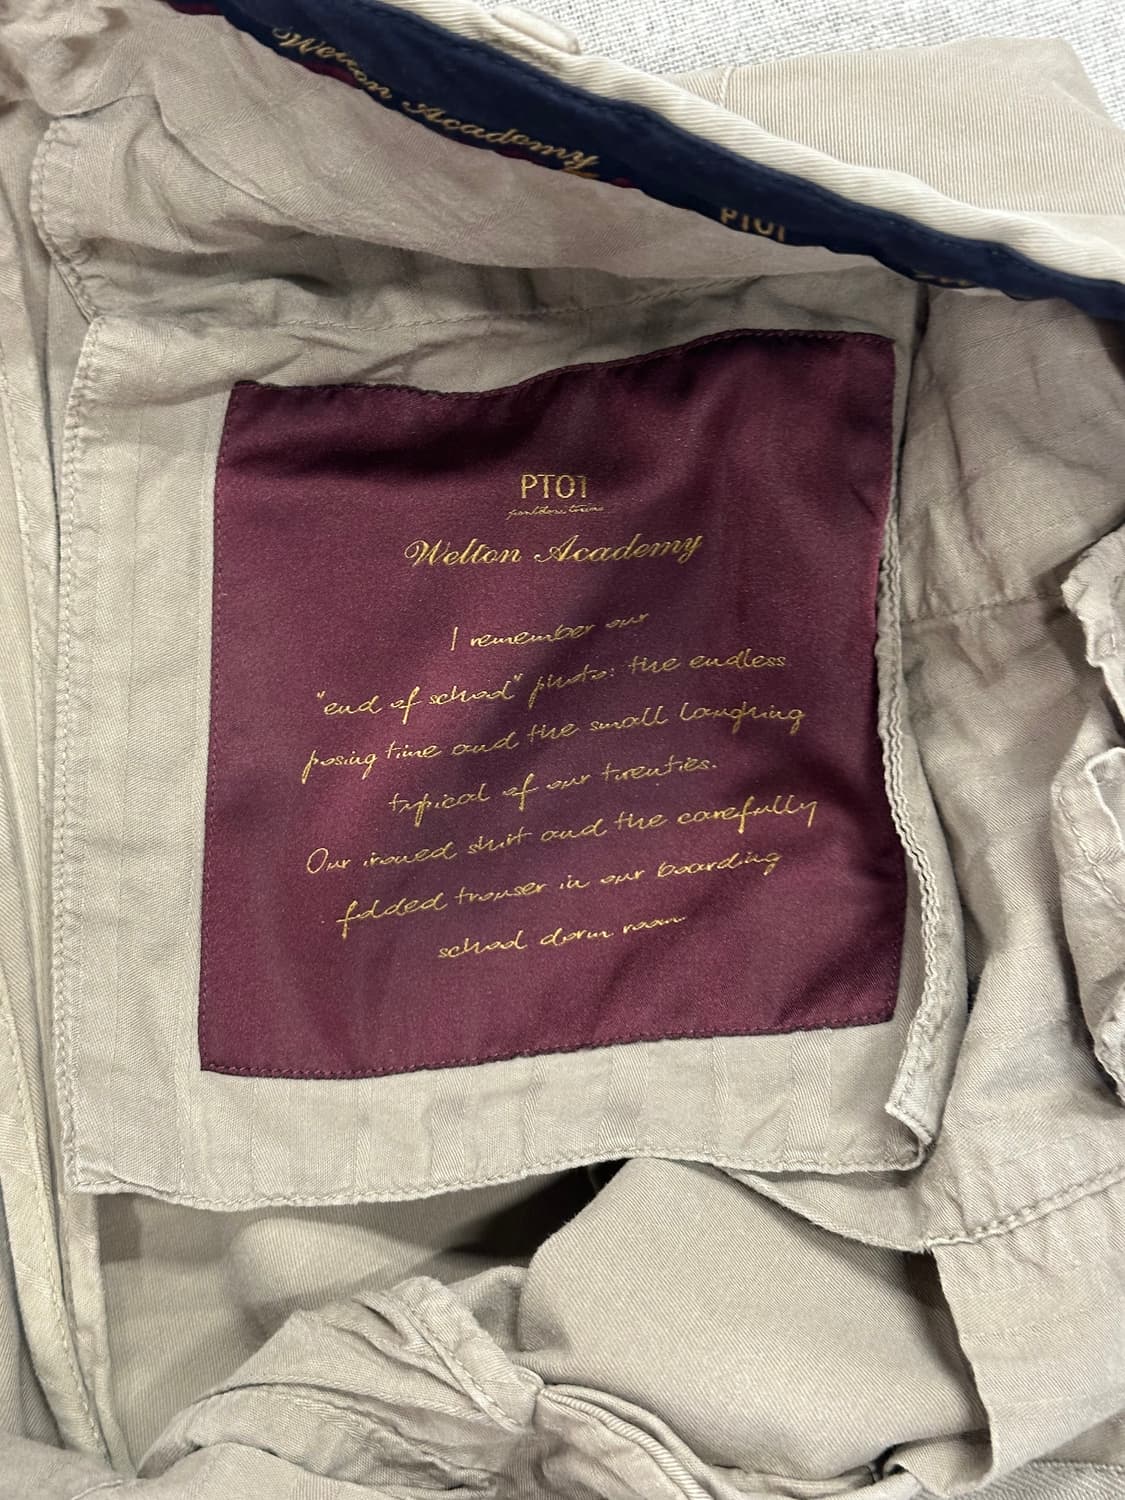 Welton Academy
PT01
PT01
pantaloni torino
Welton Academy
I remember our
"end of school" photo: the endless
posing time and the small laughing
typical of our twenties.
Our ironed shirt and the carefully
folded trouser in our boarding
school dorm room